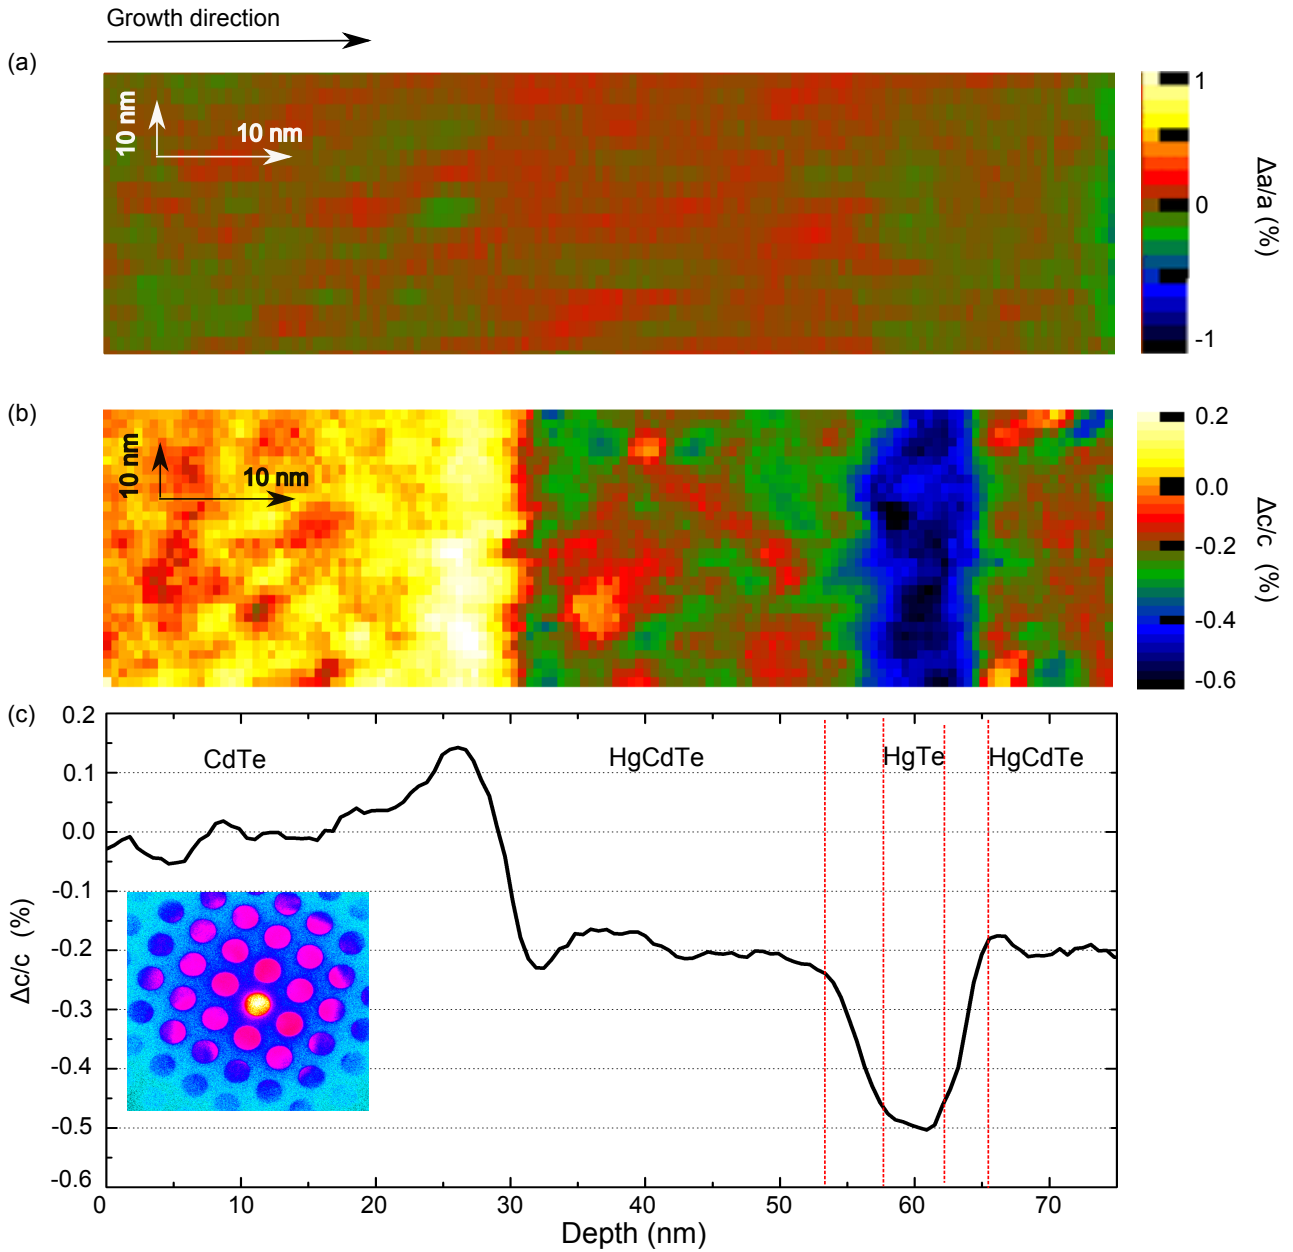 Growth direction
(a)
10 nm
10 nm
1
0
-1
Δa/a (%)
(b)
10 nm
10 nm
0.2
0.0
-0.2
-0.4
-0.6
Δc/c (%)
(c)
0.2
0.1
0.0
-0.1
-0.2
-0.3
-0.4
-0.5
-0.6
Δc/c (%)
CdTe
HgCdTe
HgTe
HgCdTe
0
10
20
30
40
50
60
70
Depth (nm)